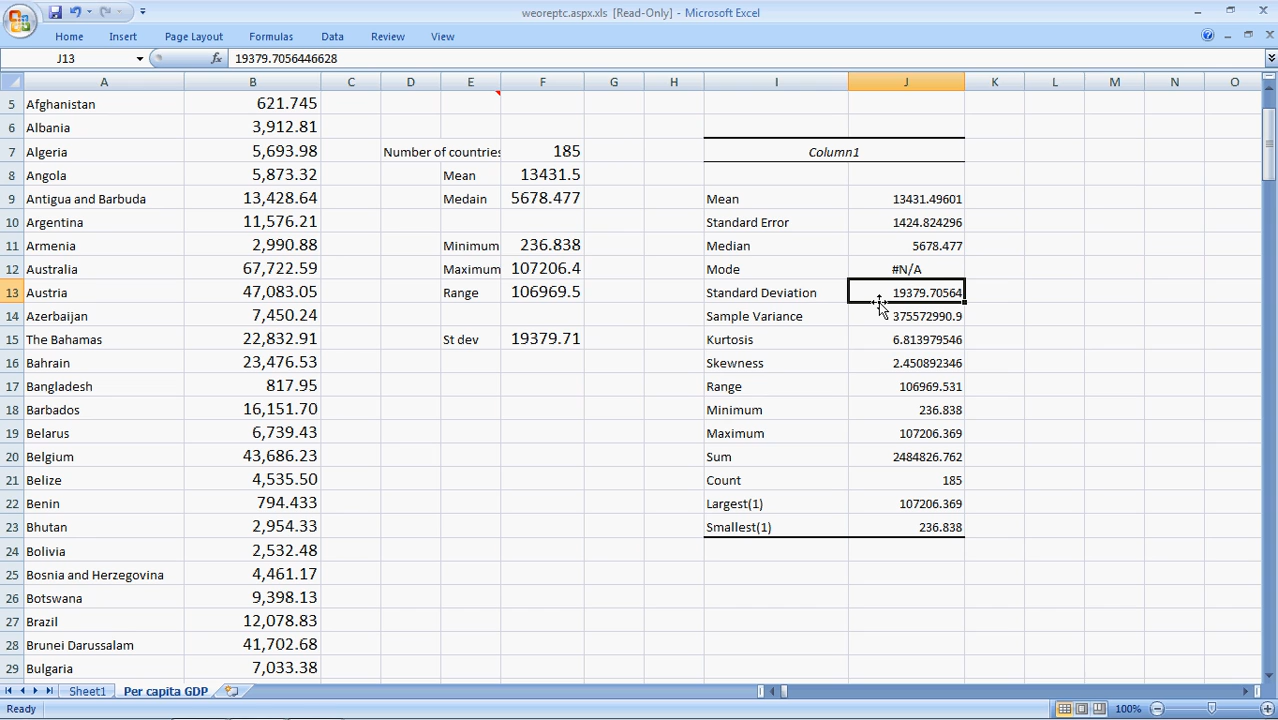 weoreptc.aspx.xls [Read-Only] - Microsoft Excel
Home Insert Page Layout Formulas Data Review View
J13 fx 19379.7056446628
A B C D E F G H I J K L M N O
5 Afghanistan 621.745
6 Albania 3,912.81
7 Algeria 5,693.98 Number of countries 185 Column1
8 Angola 5,873.32 Mean 13431.5
9 Antigua and Barbuda 13,428.64 Medain 5678.477 Mean 13431.49601
10 Argentina 11,576.21 Standard Error 1424.824296
11 Armenia 2,990.88 Minimum 236.838 Median 5678.477
12 Australia 67,722.59 Maximum 107206.4 Mode #N/A
13 Austria 47,083.05 Range 106969.5 Standard Deviation 19379.70564
14 Azerbaijan 7,450.24 Sample Variance 375572990.9
15 The Bahamas 22,832.91 St dev 19379.71 Kurtosis 6.813979546
16 Bahrain 23,476.53 Skewness 2.450892346
17 Bangladesh 817.95 Range 106969.531
18 Barbados 16,151.70 Minimum 236.838
19 Belarus 6,739.43 Maximum 107206.369
20 Belgium 43,686.23 Sum 2484826.762
21 Belize 4,535.50 Count 185
22 Benin 794.433 Largest(1) 107206.369
23 Bhutan 2,954.33 Smallest(1) 236.838
24 Bolivia 2,532.48
25 Bosnia and Herzegovina 4,461.17
26 Botswana 9,398.13
27 Brazil 12,078.83
28 Brunei Darussalam 41,702.68
29 Bulgaria 7,033.38
Sheet1 Per capita GDP
Ready 100%